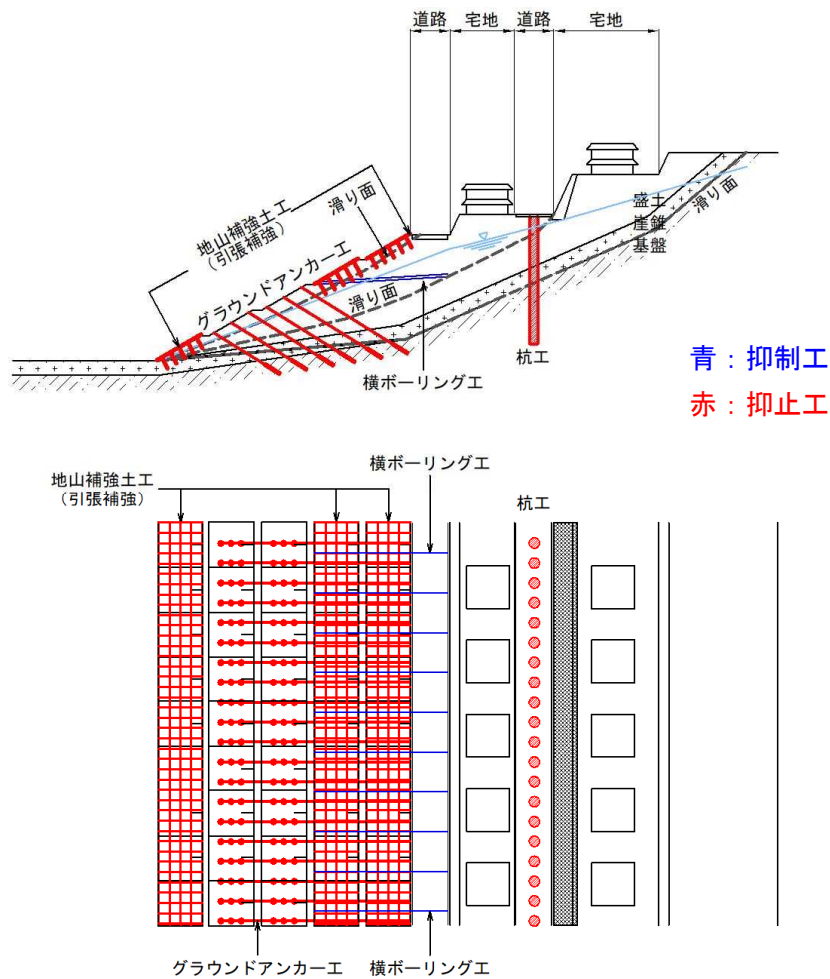 道路
宅地
道路
宅地
滑り面
地山補強土工
（引張補強）
グラウンドアンカー工
滑り面
盛土
崖錐
基盤
滑り面
横ボーリング工
杭工
青：抑制工
赤：抑止工
横ボーリング工
地山補強土工
（引張補強）
杭工
グラウンドアンカー工
横ボーリング工